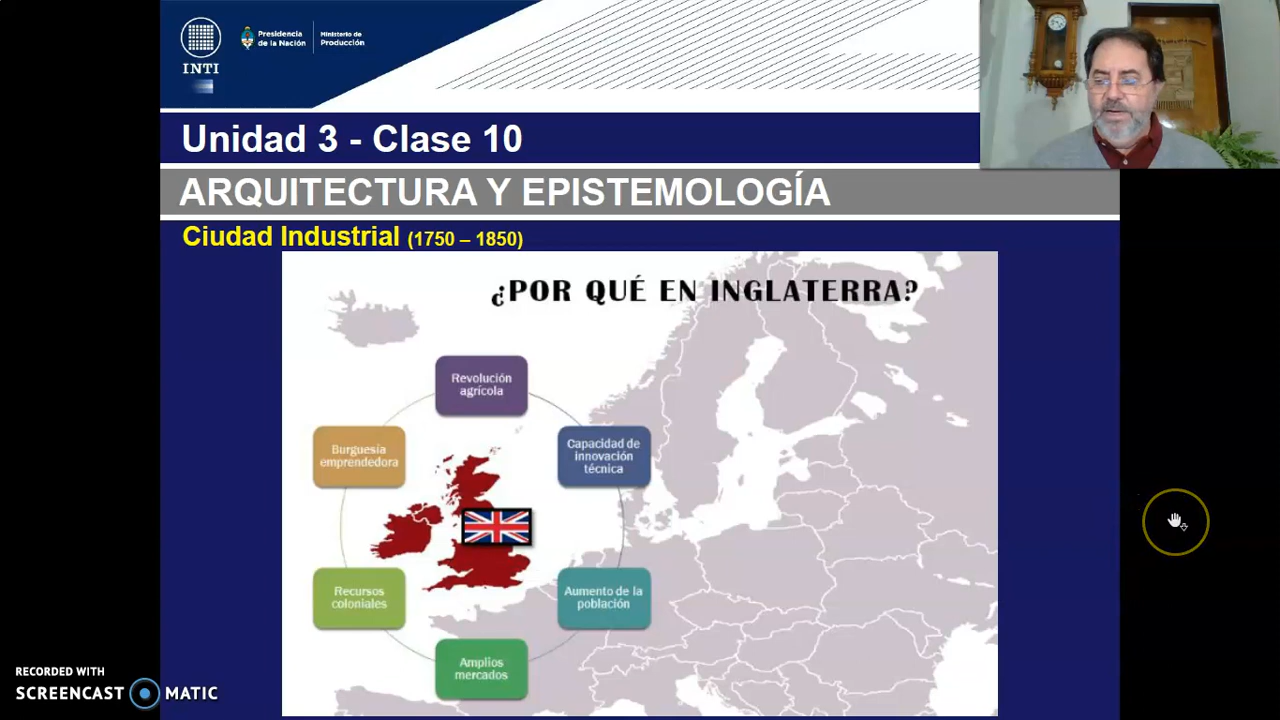 INTI
Presidencia
de la Nación
Ministerio de
Producción
Unidad 3 - Clase 10
ARQUITECTURA Y EPISTEMOLOGÍA
Ciudad Industrial (1750 – 1850)
¿POR QUÉ EN INGLATERRA?
Revolución
agrícola
Burguesía
emprendedora
Capacidad de
innovación
técnica
Recursos
coloniales
Aumento de la
población
Amplios
mercados
RECORDED WITH
SCREENCAST MATIC